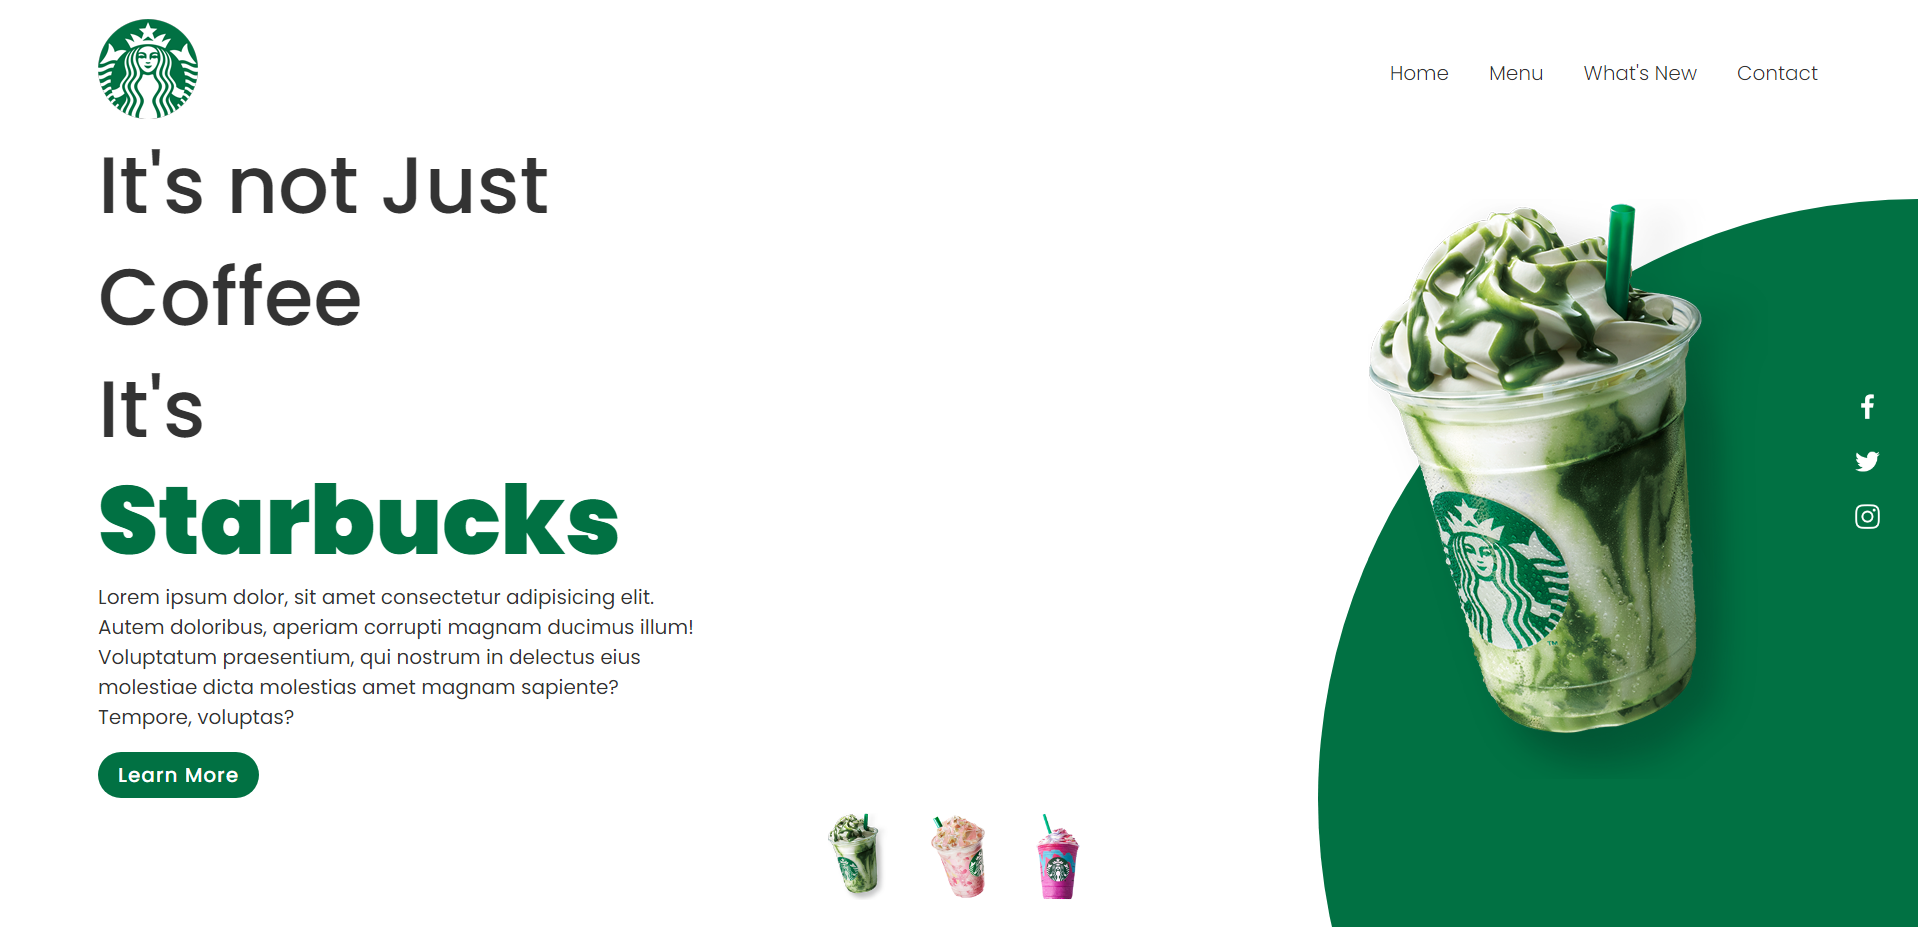 Home Menu What's New Contact
It's not Just
Coffee
It's
Starbucks
Lorem ipsum dolor, sit amet consectetur adipisicing elit.
Autem doloribus, aperiam corrupti magnam ducimus illum!
Voluptatum praesentium, qui nostrum in delectus eius
molestiae dicta molestias amet magnam sapiente?
Tempore, voluptas?
Learn More
TM